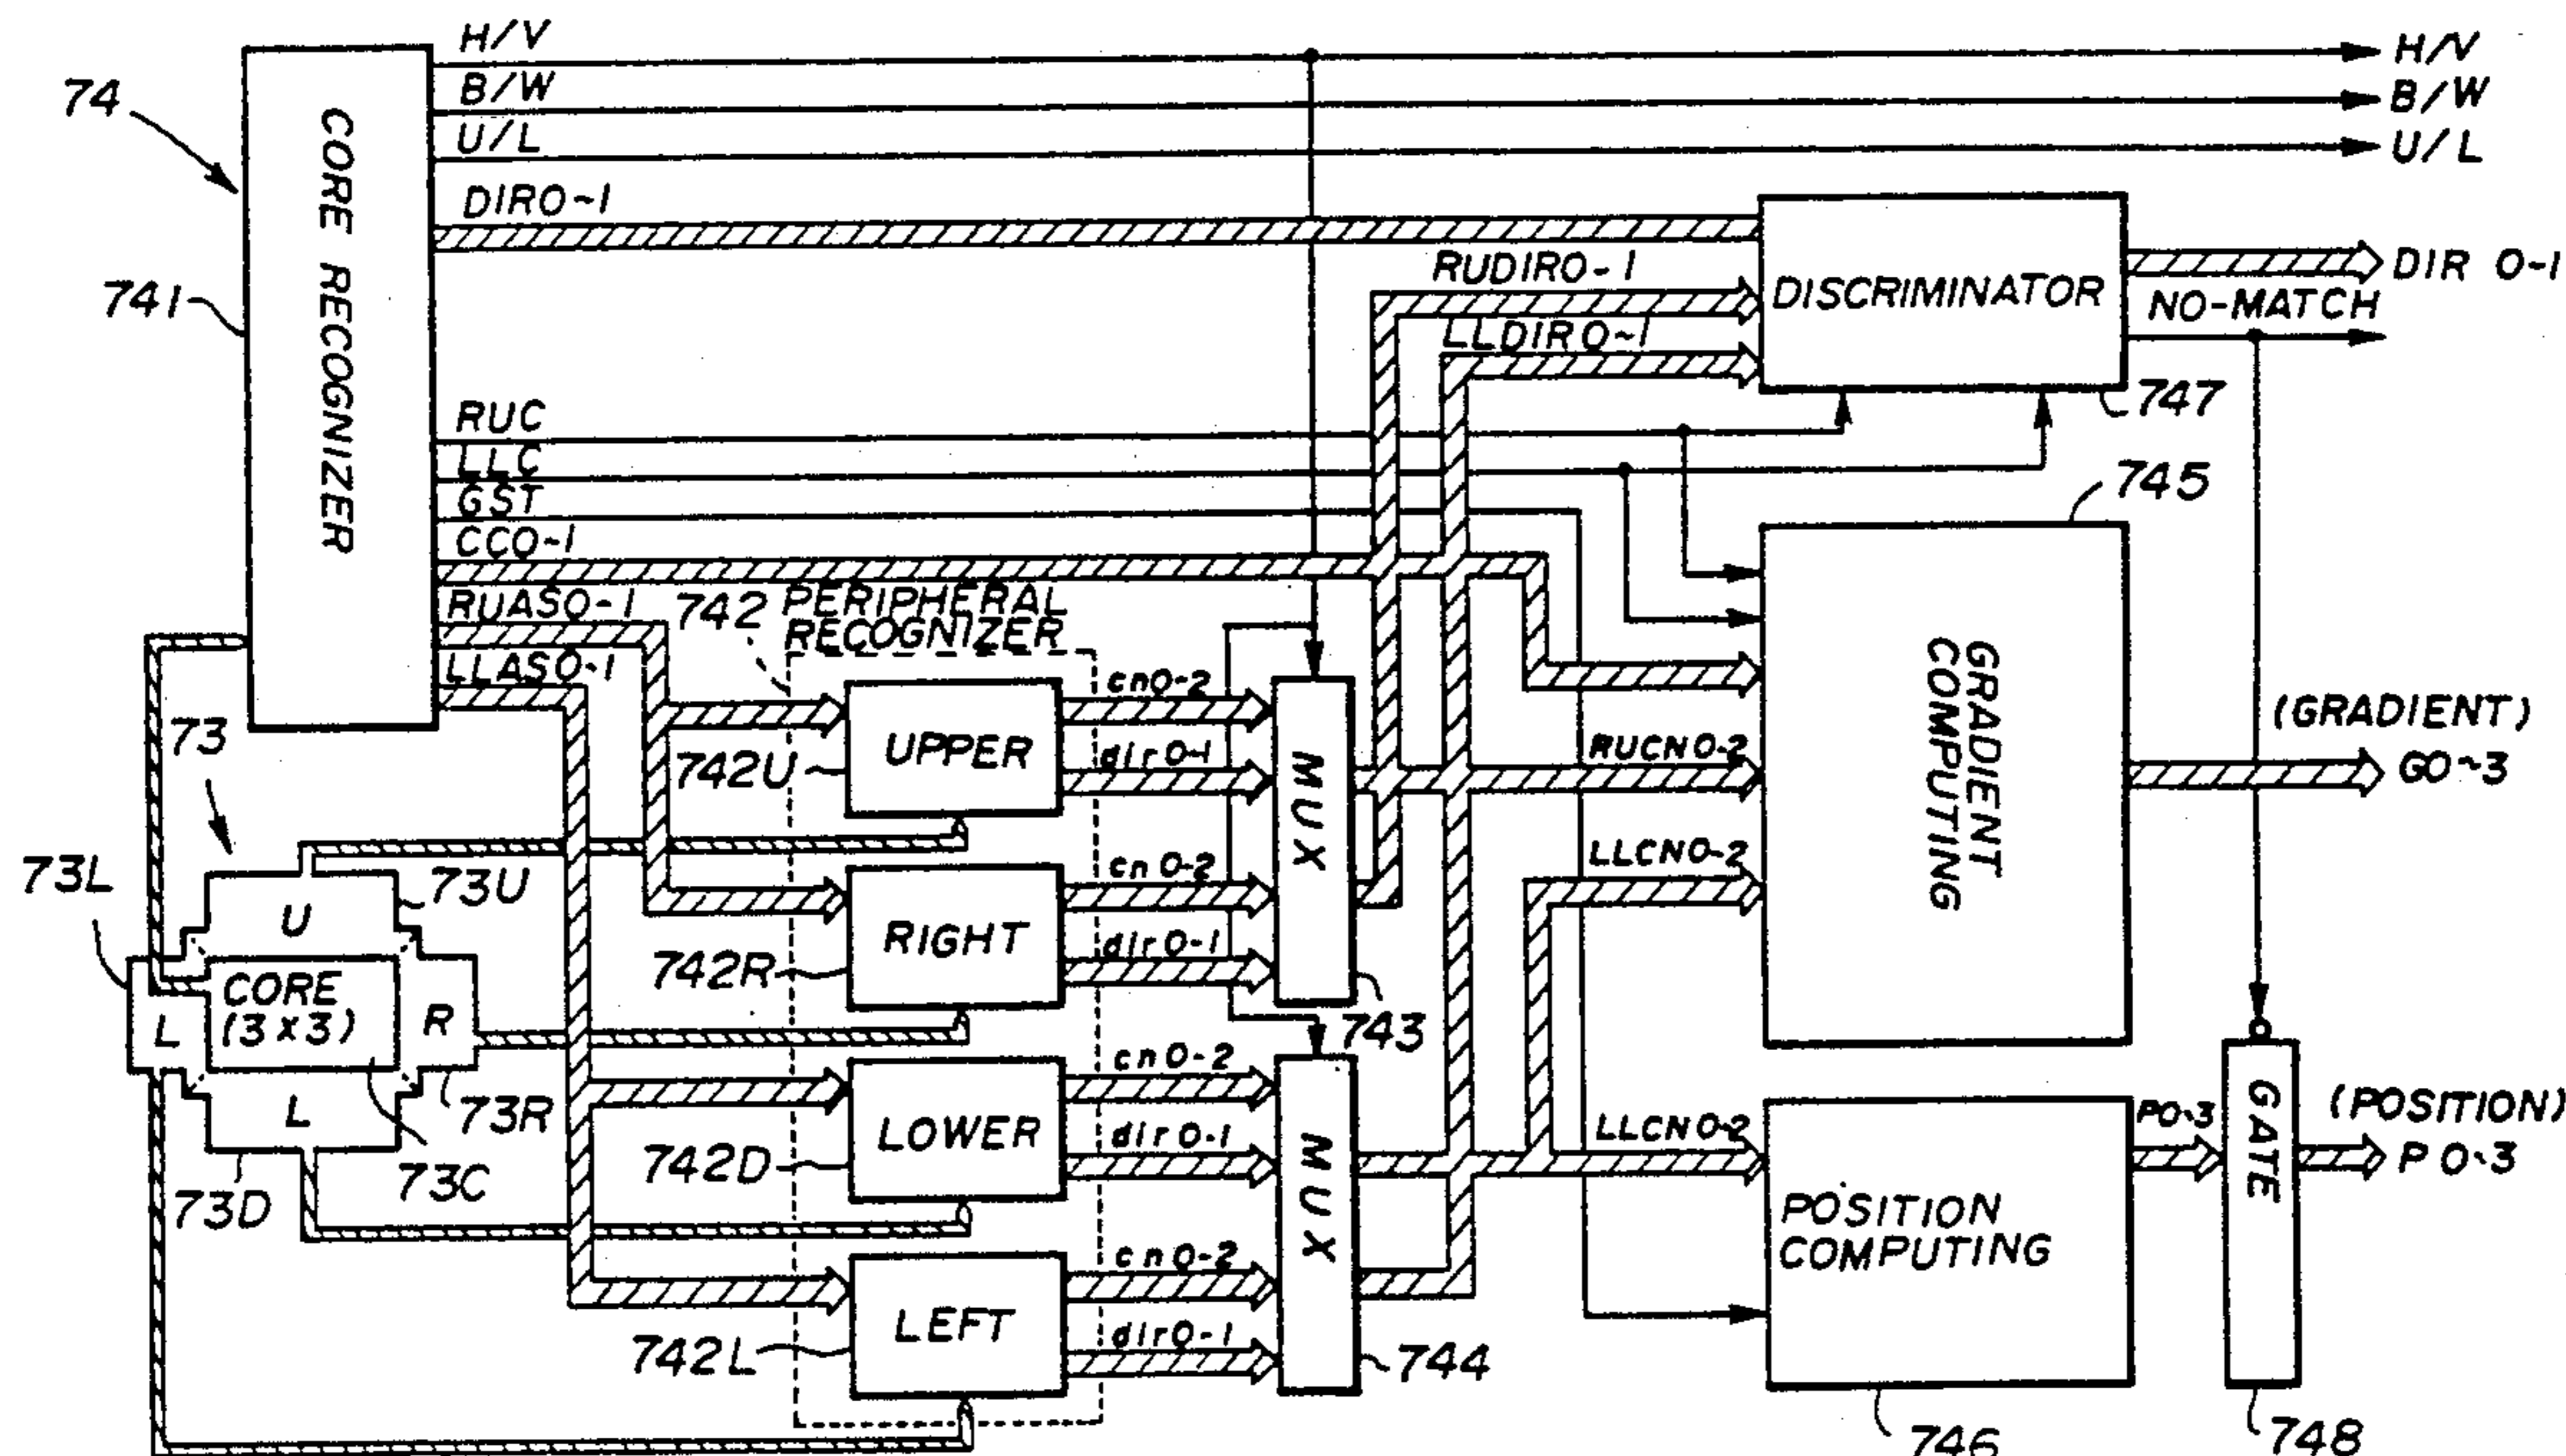 H/V
H/V
B/W
B/W
U/L
U/L
74
CORE RECOGNIZER
DIR0~1
RUDIR0-1
DISCRIMINATOR
DIR 0-1
741
NO-MATCH
LLDIR0~1
747
RUC
LLC
745
GST
CC0-1
RUAS0-1
742
PERIPHERAL
RECOGNIZER
LLAS0-1
GRADIENT
COMPUTING
cn0-2
(GRADIENT)
73
UPPER
MUX
RUCN0-2
G0~3
742U
dir0-1
73L
73U
LLCN0-2
U
cn0-2
RIGHT
dir0-1
742R
CORE
(3×3)
L
R
743
cn0-2
GATE
LOWER
MUX
L
73R
LLCN0-2
P0-3
(POSITION)
P0-3
dir0-1
742D
73C
73D
POSITION
COMPUTING
cn0-2
LEFT
dir0-1
742L
744
746
748